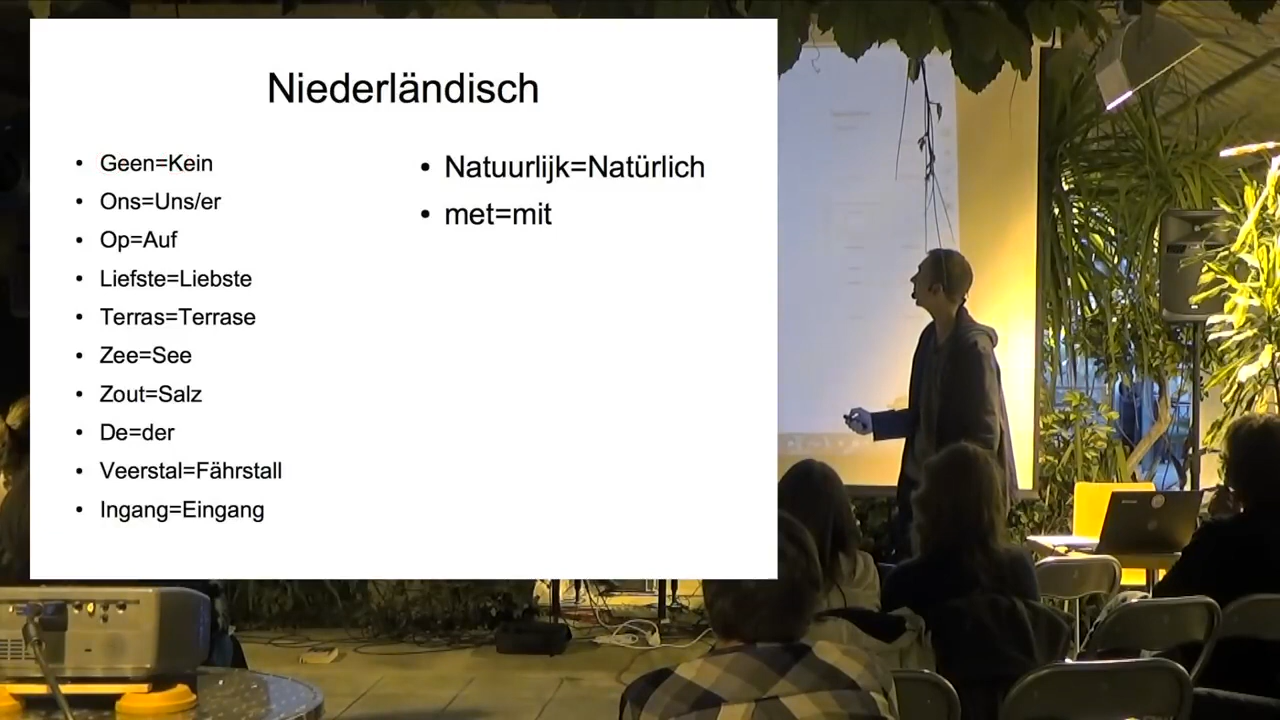 Niederländisch
Geen=Kein
Ons=Uns/er
Op=Auf
Liefste=Liebste
Terras=Terrase
Zee=See
Zout=Salz
De=der
Veerstal=Fährstall
Ingang=Eingang
Natuurlijk=Natürlich
met=mit